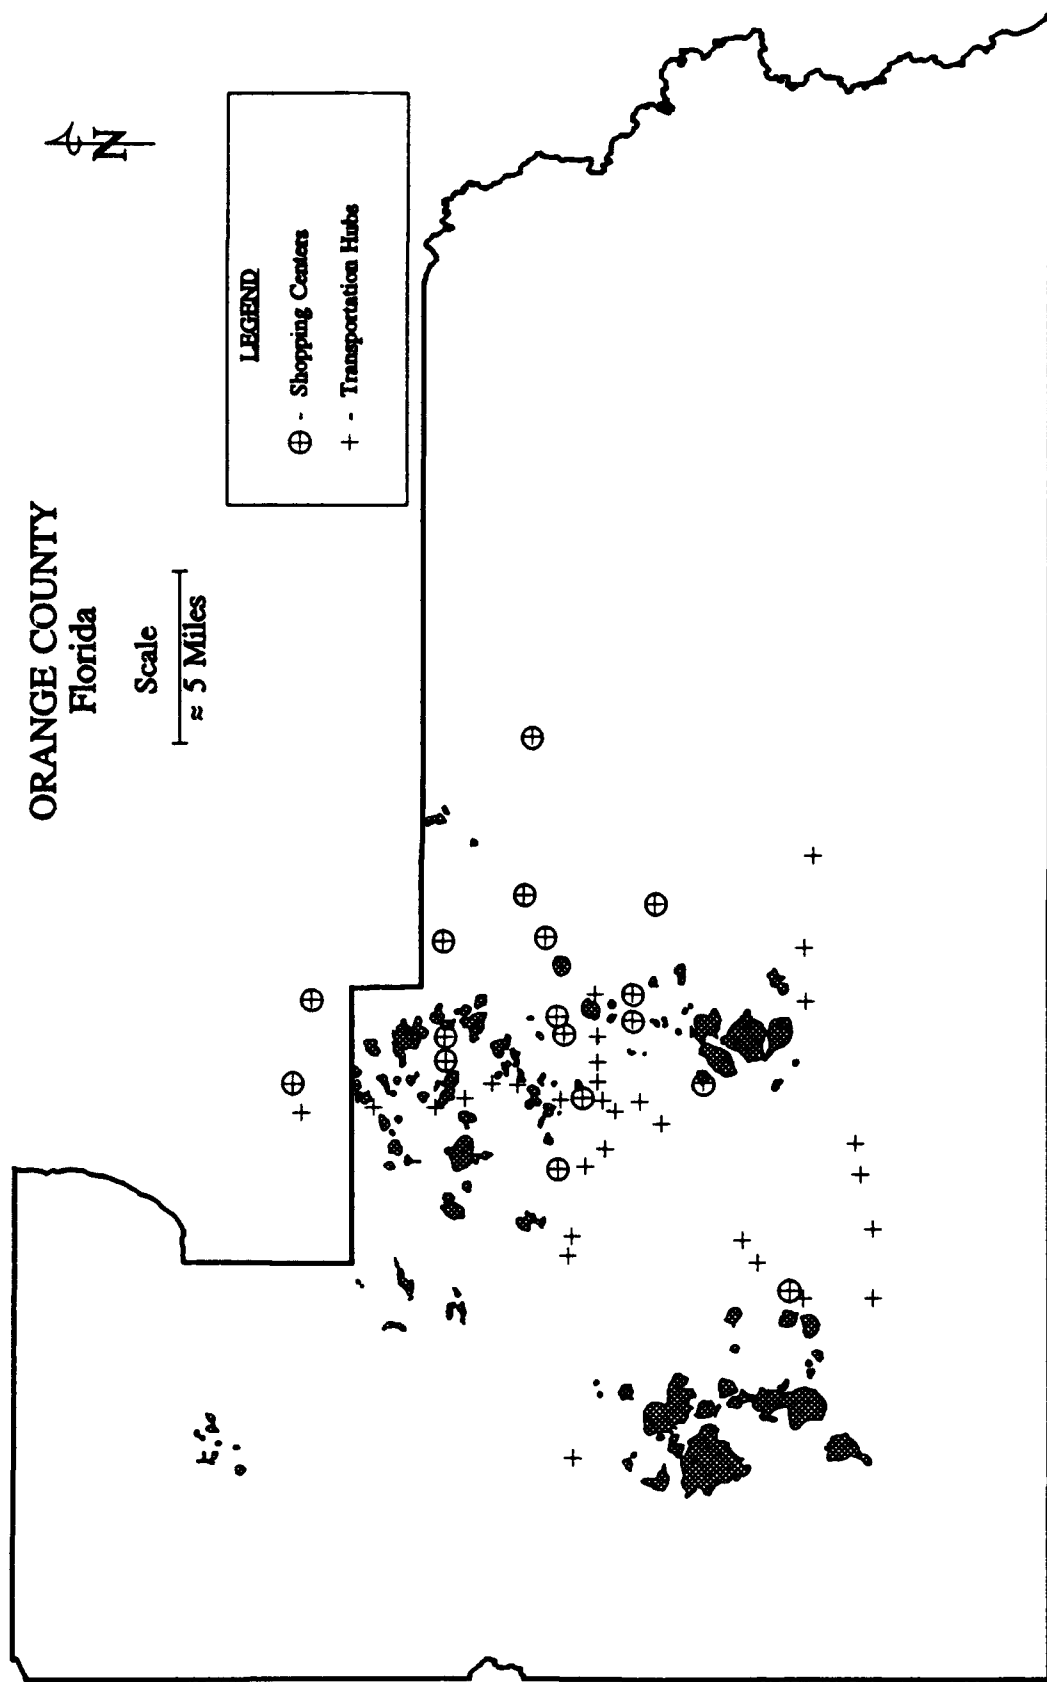 ORANGE COUNTY
Florida
Scale
≈ 5 Miles
N
LEGEND
⊕ - Shopping Centers
+ - Transportation Hubs